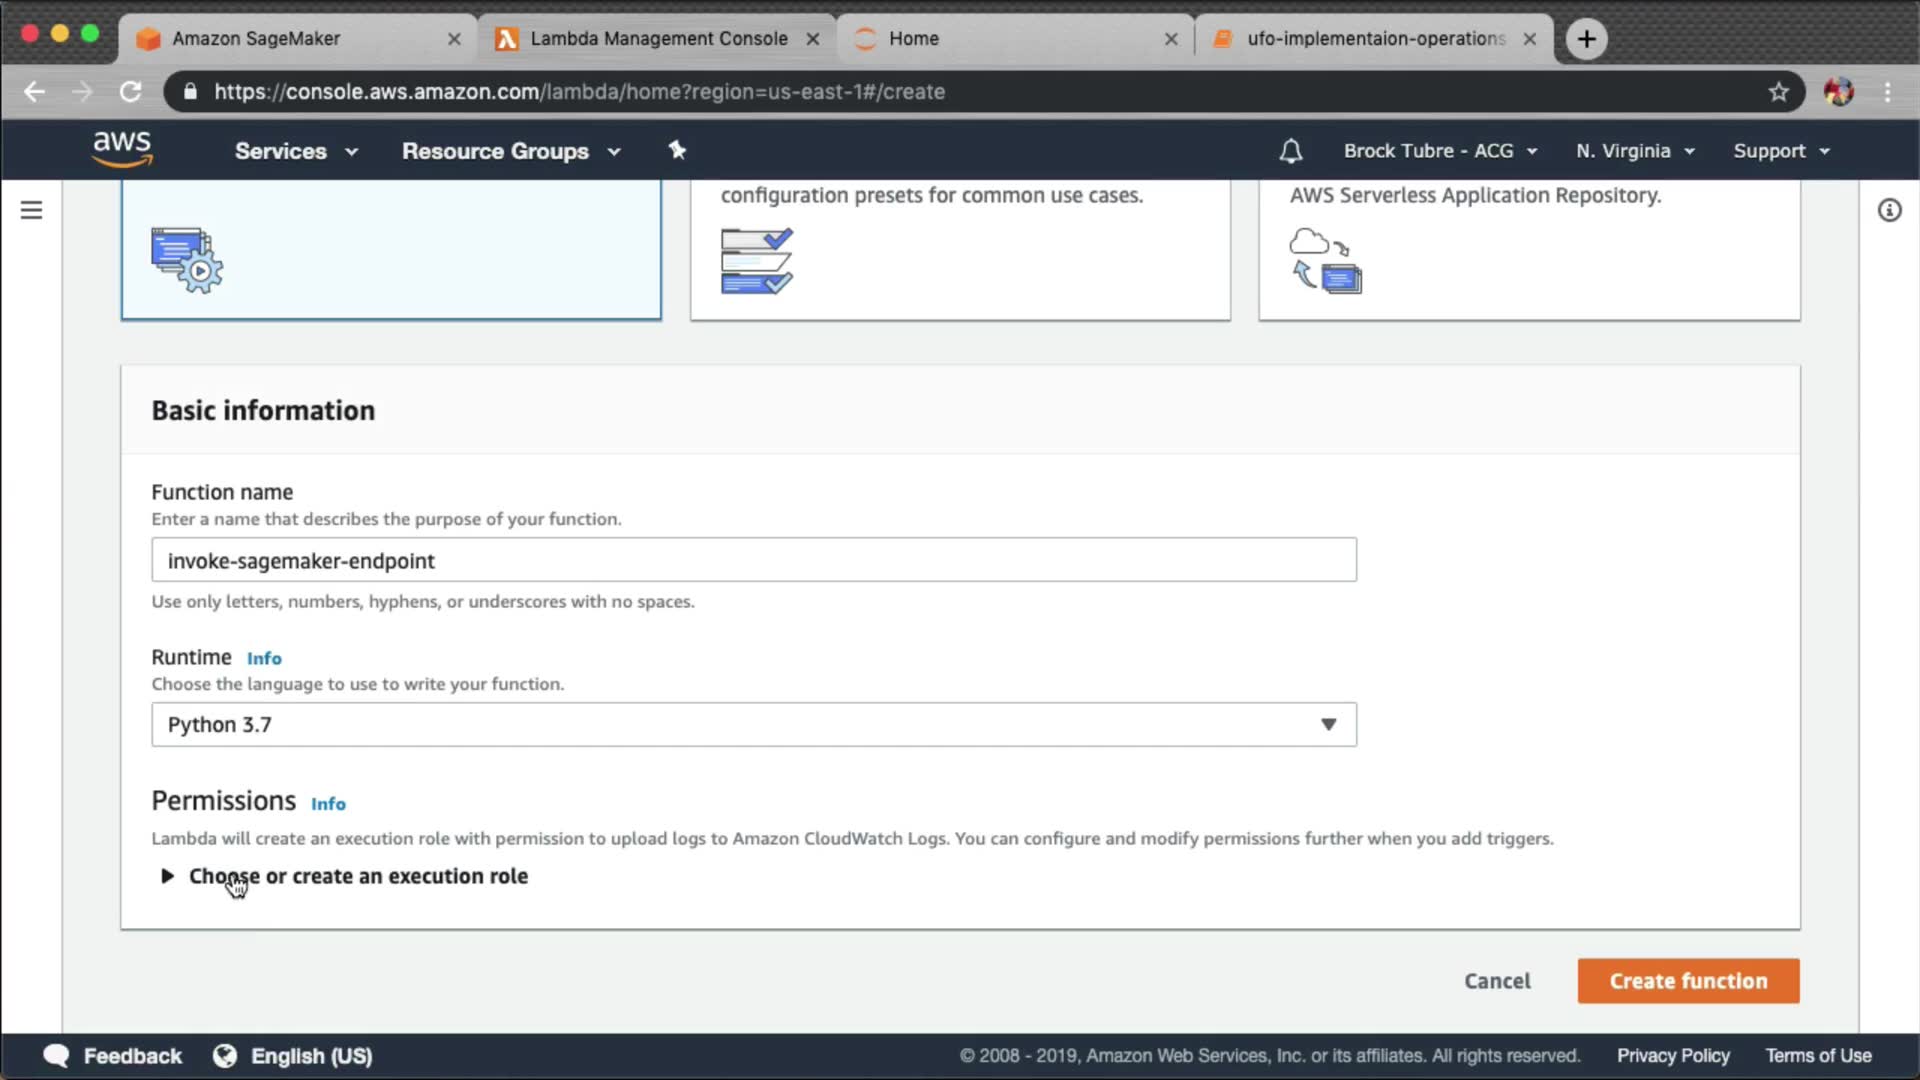 Amazon SageMaker
Lambda Management Console
Home
ufo-implementaion-operations
https://console.aws.amazon.com/lambda/home?region=us-east-1#/create
aws
Services
Resource Groups
Brock Tubre - ACG
N. Virginia
Support
configuration presets for common use cases.
AWS Serverless Application Repository.
Basic information
Function name
Enter a name that describes the purpose of your function.
invoke-sagemaker-endpoint
Use only letters, numbers, hyphens, or underscores with no spaces.
Runtime Info
Choose the language to use to write your function.
Python 3.7
Permissions Info
Lambda will create an execution role with permission to upload logs to Amazon CloudWatch Logs. You can configure and modify permissions further when you add triggers.
Choose or create an execution role
Cancel
Create function
Feedback
English (US)
© 2008 - 2019, Amazon Web Services, Inc. or its affiliates. All rights reserved.
Privacy Policy
Terms of Use